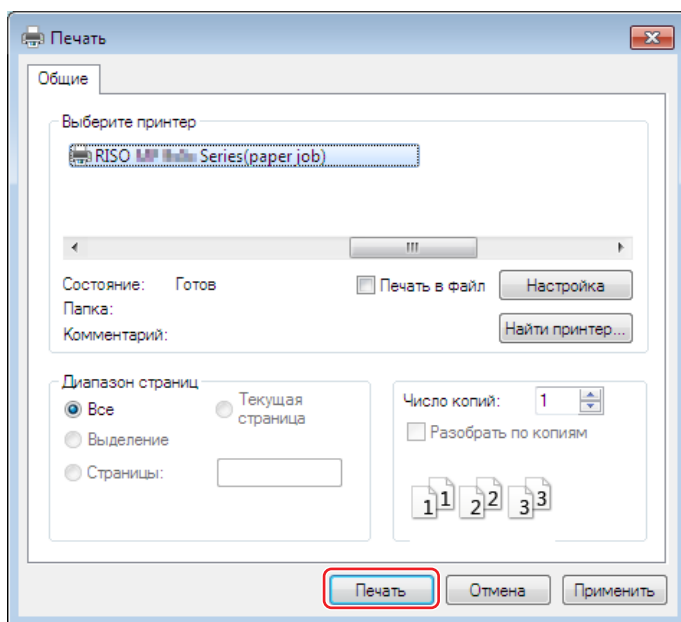 Печать
Общие
Выберите принтер
RISO Series(paper job)
Состояние: Готов
Печать в файл
Настройка
Папка:
Комментарий:
Найти принтер...
Диапазон страниц
Все
Текущая
страница
Выделение
Страницы:
Число копий: 1
Разобрать по копиям
1 1 2 2 3 3
Печать Отмена Применить